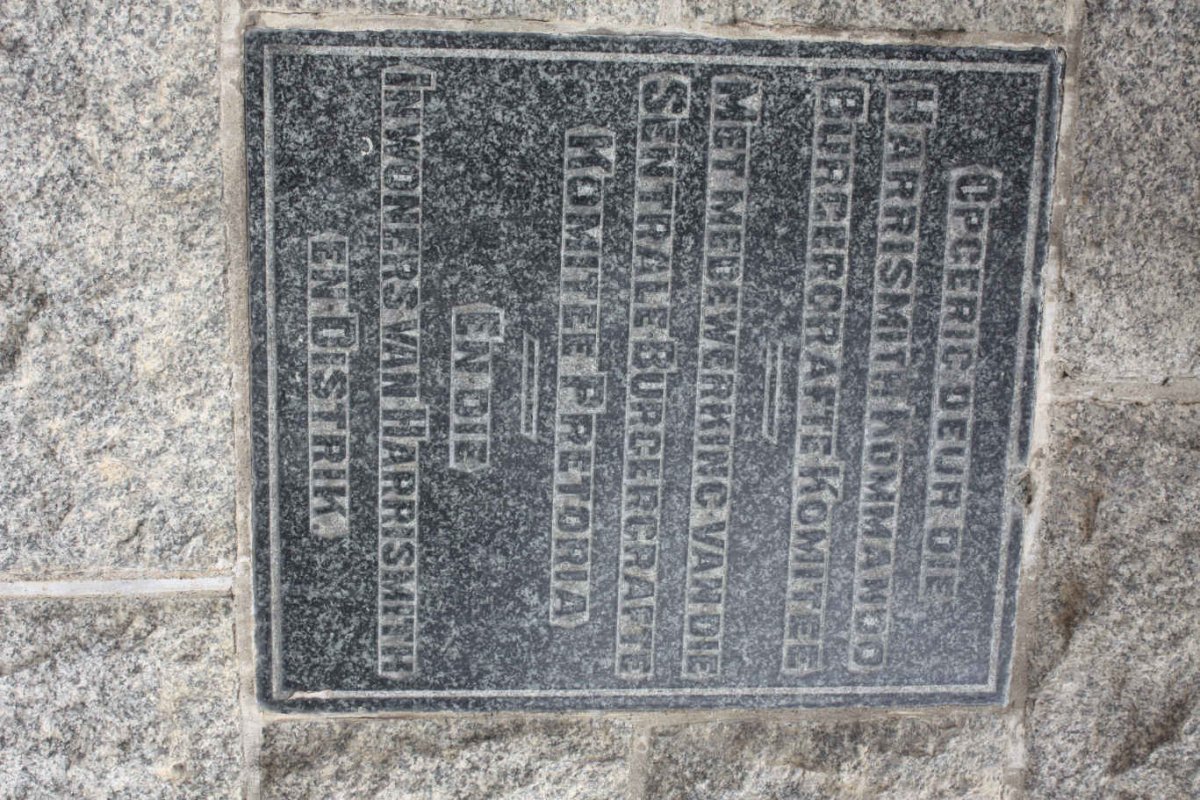 OPGERIG DEUR DIE
HARRISMITH KOMMANDO
BURGERGRAFTE KOMITEE
MET MEDEWERKING VAN DIE
SENTRALE BURGERGRAWE
KOMITEE PRETORIA
EN DIE
INWONERS VAN HARRISMITH
EN DISTRIK